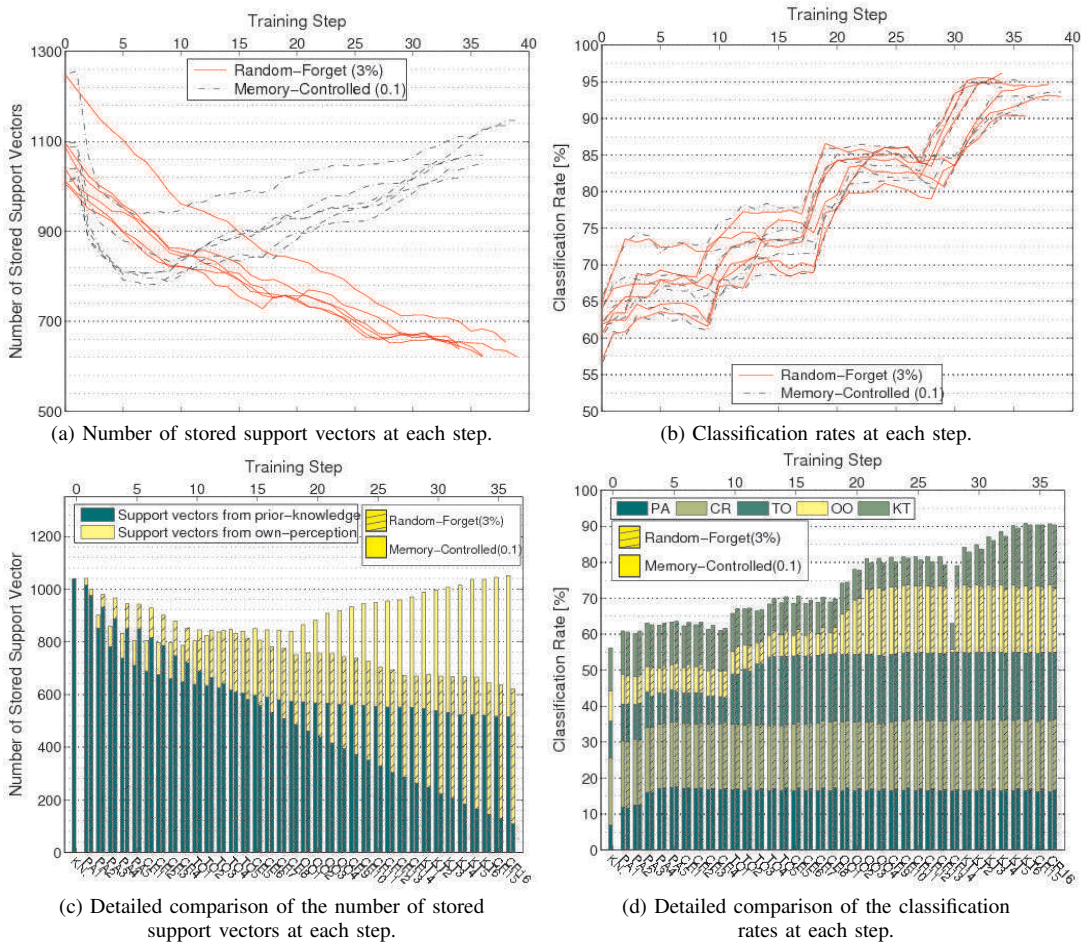 Training Step
0 5 10 15 20 25 30 35 40
1300
1100
900
700
500
Number of Stored Support Vectors
Random-Forget (3%)
Memory-Controlled (0.1)
(a) Number of stored support vectors at each step.
Training Step
0 5 10 15 20 25 30 35 40
100
95
90
85
80
75
70
65
60
55
50
Classification Rate [%]
Random-Forget (3%)
Memory-Controlled (0.1)
(b) Classification rates at each step.
Training Step
0 5 10 15 20 25 30 35
1200
1000
800
600
400
200
0
Number of Stored Support Vector
Support vectors from prior-knowledge
Support vectors from own-perception
Random-Forget(3%)
Memory-Controlled(0.1)
(c) Detailed comparison of the number of stored
support vectors at each step.
Training Step
0 5 10 15 20 25 30 35
100
90
80
70
60
50
40
30
20
10
0
Classification Rate [%]
PA CR TO OO KT
Random-Forget(3%)
Memory-Controlled(0.1)
(d) Detailed comparison of the classification
rates at each step.